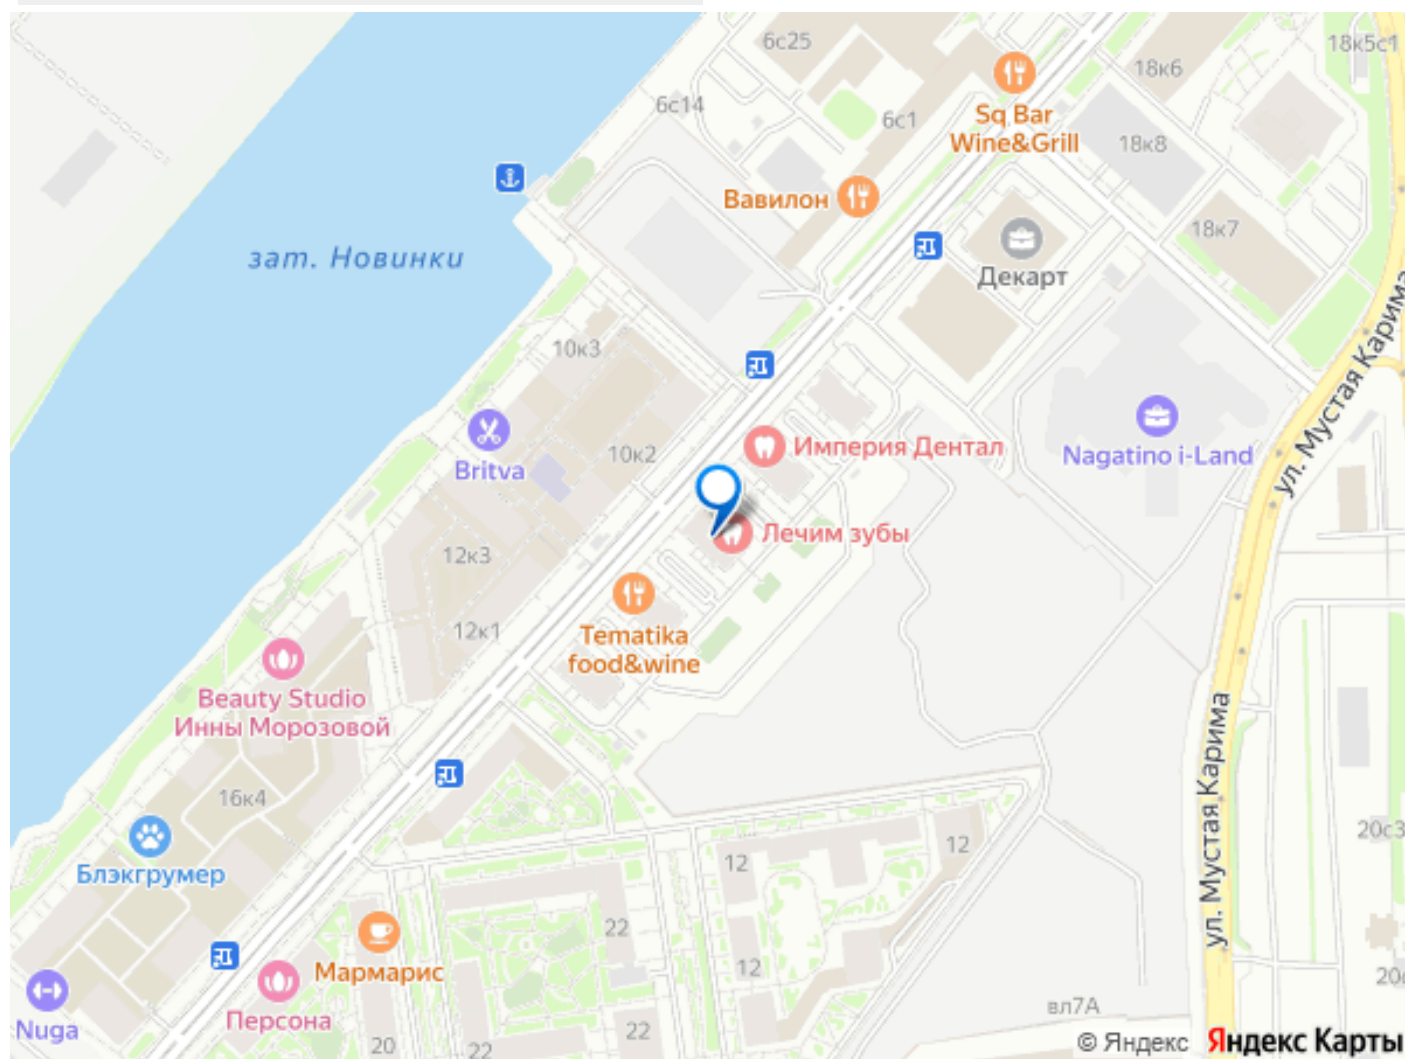 6с25
18к5с1
18к6
6с14
6с1
Sq Bar
Wine&Grill
18к8
Вавилон
18к7
зат. Новинки
Декарт
ул. Мустая Карима
10к3
Империя Дентал
10к2
Britva
Nagatino i-Land
Лечим зубы
12к3
12к1
Tematika
food&wine
Beauty Studio
Инны Морозовой
ул. Мустая Карима
16к4
20с3
12
12
Блэкгрумер
22
22
Мармарис
12
Nuga
Персона
вл7А
20
22
22
© Яндекс
Яндекс Карты